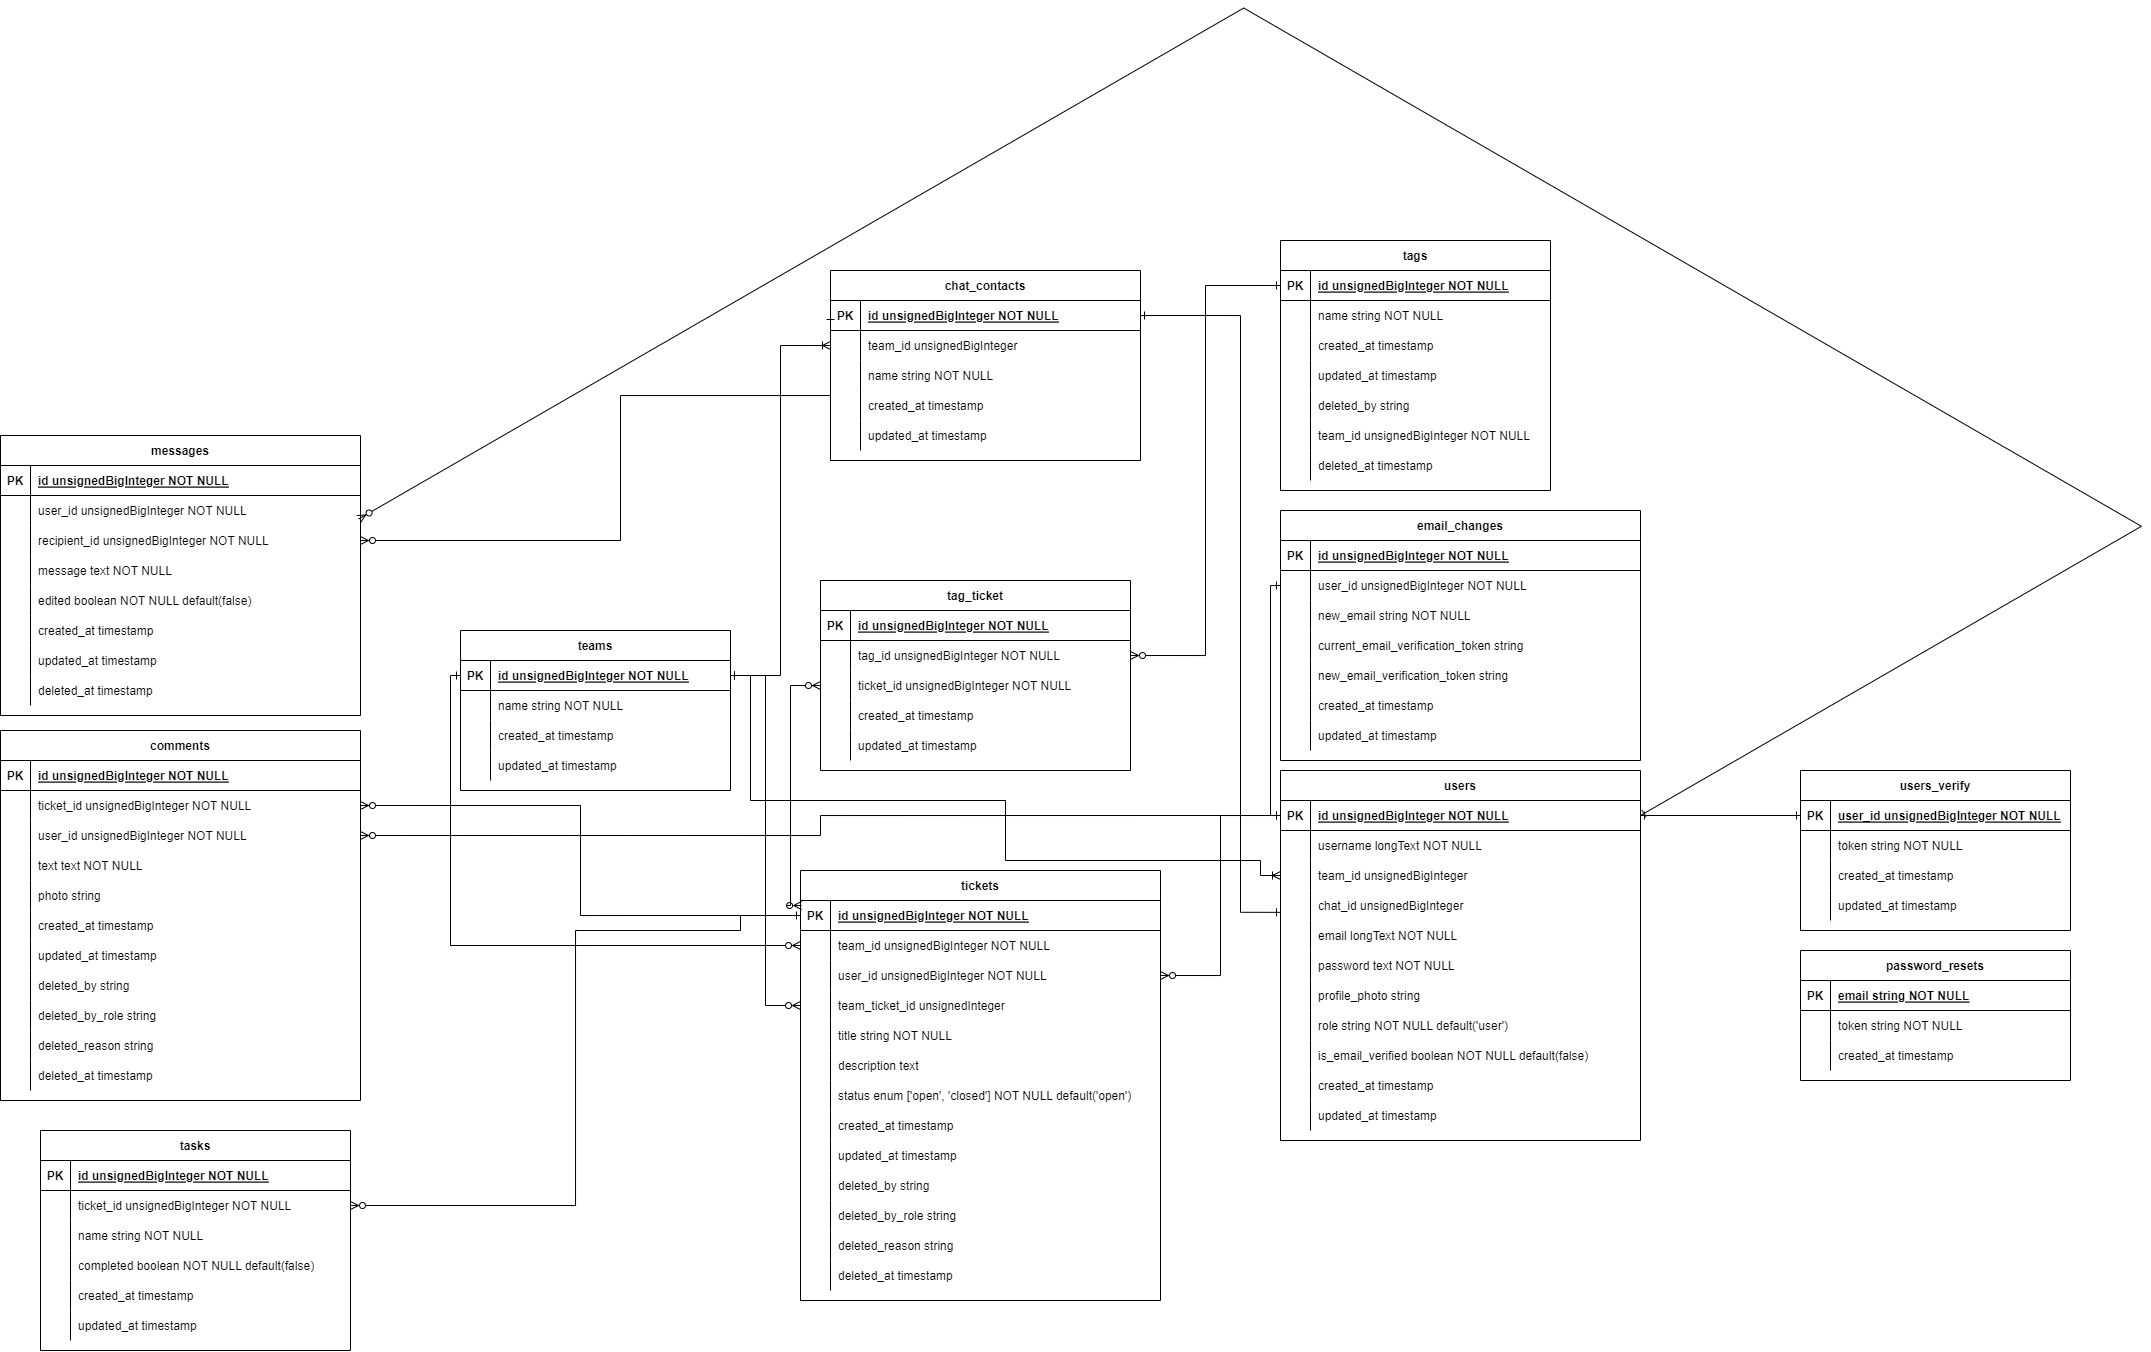 chat_contacts
PK id unsignedBigInteger NOT NULL
team_id unsignedBigInteger
name string NOT NULL
created_at timestamp
updated_at timestamp
tags
PK id unsignedBigInteger NOT NULL
name string NOT NULL
created_at timestamp
updated_at timestamp
deleted_by string
team_id unsignedBigInteger NOT NULL
deleted_at timestamp
messages
PK id unsignedBigInteger NOT NULL
user_id unsignedBigInteger NOT NULL
recipient_id unsignedBigInteger NOT NULL
message text NOT NULL
edited boolean NOT NULL default(false)
created_at timestamp
updated_at timestamp
deleted_at timestamp
email_changes
PK id unsignedBigInteger NOT NULL
user_id unsignedBigInteger NOT NULL
new_email string NOT NULL
current_email_verification_token string
new_email_verification_token string
created_at timestamp
updated_at timestamp
tag_ticket
PK id unsignedBigInteger NOT NULL
tag_id unsignedBigInteger NOT NULL
ticket_id unsignedBigInteger NOT NULL
created_at timestamp
updated_at timestamp
teams
PK id unsignedBigInteger NOT NULL
name string NOT NULL
created_at timestamp
updated_at timestamp
comments
PK id unsignedBigInteger NOT NULL
ticket_id unsignedBigInteger NOT NULL
user_id unsignedBigInteger NOT NULL
text text NOT NULL
photo string
created_at timestamp
updated_at timestamp
deleted_by string
deleted_by_role string
deleted_reason string
deleted_at timestamp
users
PK id unsignedBigInteger NOT NULL
username longText NOT NULL
team_id unsignedBigInteger
chat_id unsignedBigInteger
email longText NOT NULL
password text NOT NULL
profile_photo string
role string NOT NULL default('user')
is_email_verified boolean NOT NULL default(false)
created_at timestamp
updated_at timestamp
users_verify
PK user_id unsignedBigInteger NOT NULL
token string NOT NULL
created_at timestamp
updated_at timestamp
tickets
PK id unsignedBigInteger NOT NULL
team_id unsignedBigInteger NOT NULL
user_id unsignedBigInteger NOT NULL
team_ticket_id unsignedInteger
title string NOT NULL
description text
status enum ['open', 'closed'] NOT NULL default('open')
created_at timestamp
updated_at timestamp
deleted_by string
deleted_by_role string
deleted_reason string
deleted_at timestamp
password_resets
PK email string NOT NULL
token string NOT NULL
created_at timestamp
tasks
PK id unsignedBigInteger NOT NULL
ticket_id unsignedBigInteger NOT NULL
name string NOT NULL
completed boolean NOT NULL default(false)
created_at timestamp
updated_at timestamp